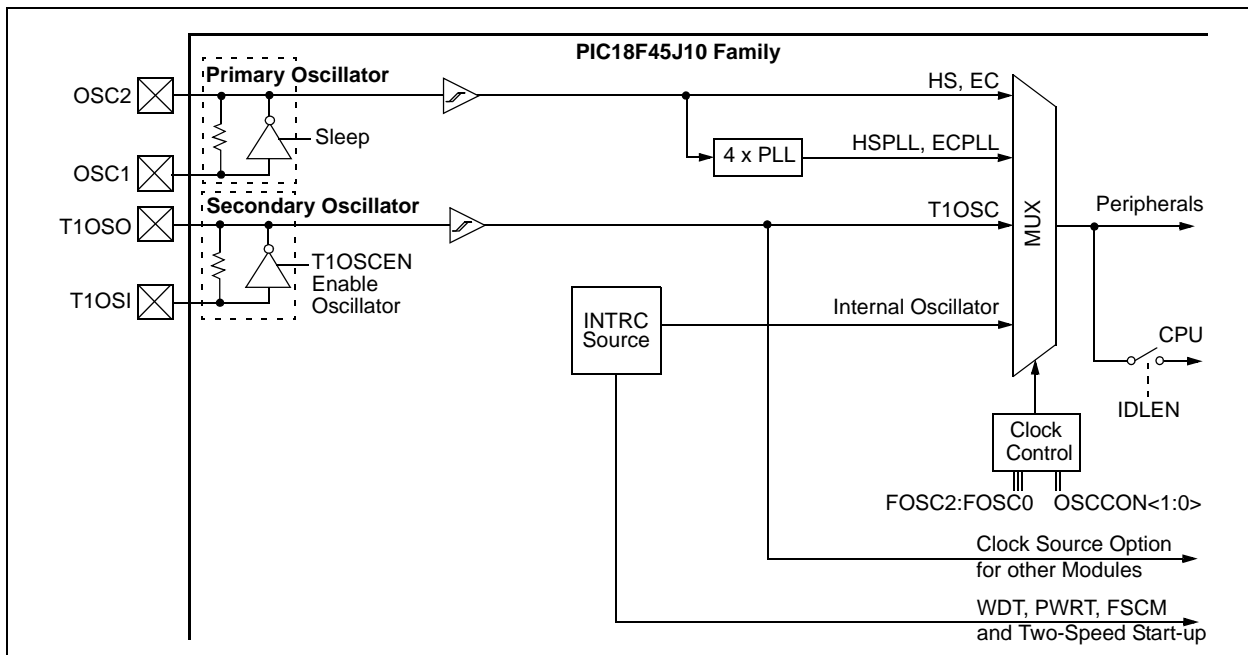 PIC18F45J10 Family
Primary Oscillator
OSC2
HS, EC
Sleep
4 x PLL
HSPLL, ECPLL
OSC1
Secondary Oscillator
T1OSO
T1OSC
MUX
Peripherals
T1OSCEN
Enable
Oscillator
T1OSI
INTRC
Source
Internal Oscillator
CPU
IDLEN
Clock
Control
FOSC2:FOSC0
OSCCON<1:0>
Clock Source Option
for other Modules
WDT, PWRT, FSCM
and Two-Speed Start-up